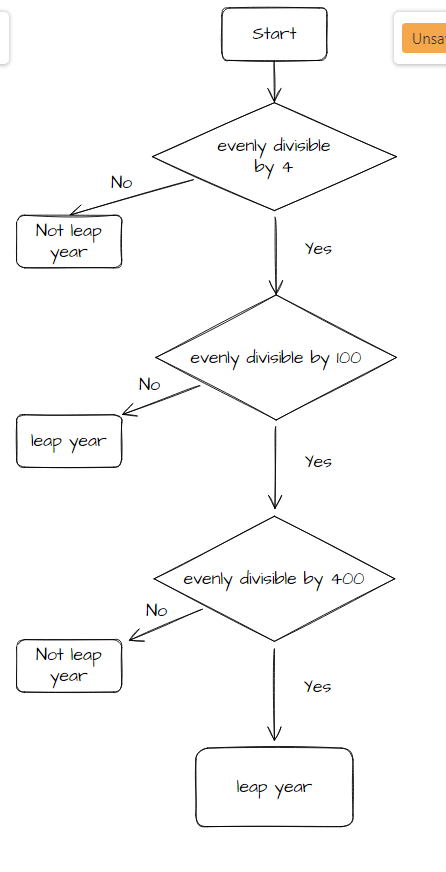 Start
Unsa
evenly divisible
by 4
No
Not leap
year
Yes
evenly divisible by 100
No
leap year
Yes
evenly divisible by 400
No
Not leap
year
Yes
leap year